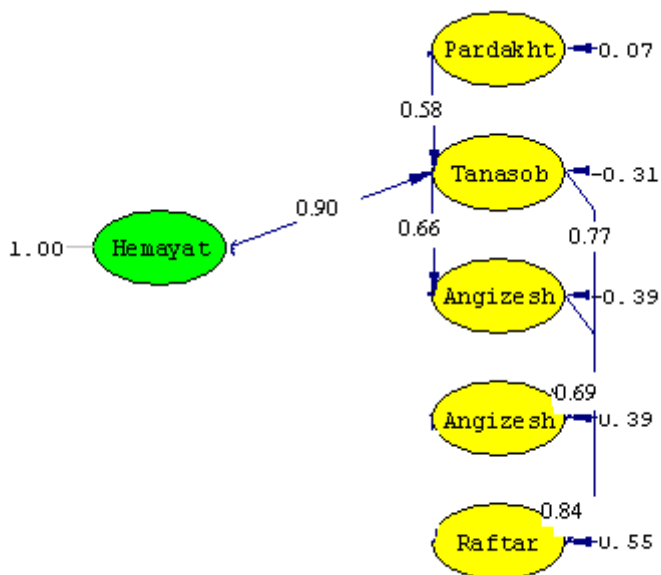 Pardakht
0.07
0.58
Tanasob
-0.31
0.90
0.66
0.77
1.00
Hemayat
Angizesh
-0.39
0.69
Angizesh
0.39
0.84
Raftar
0.55